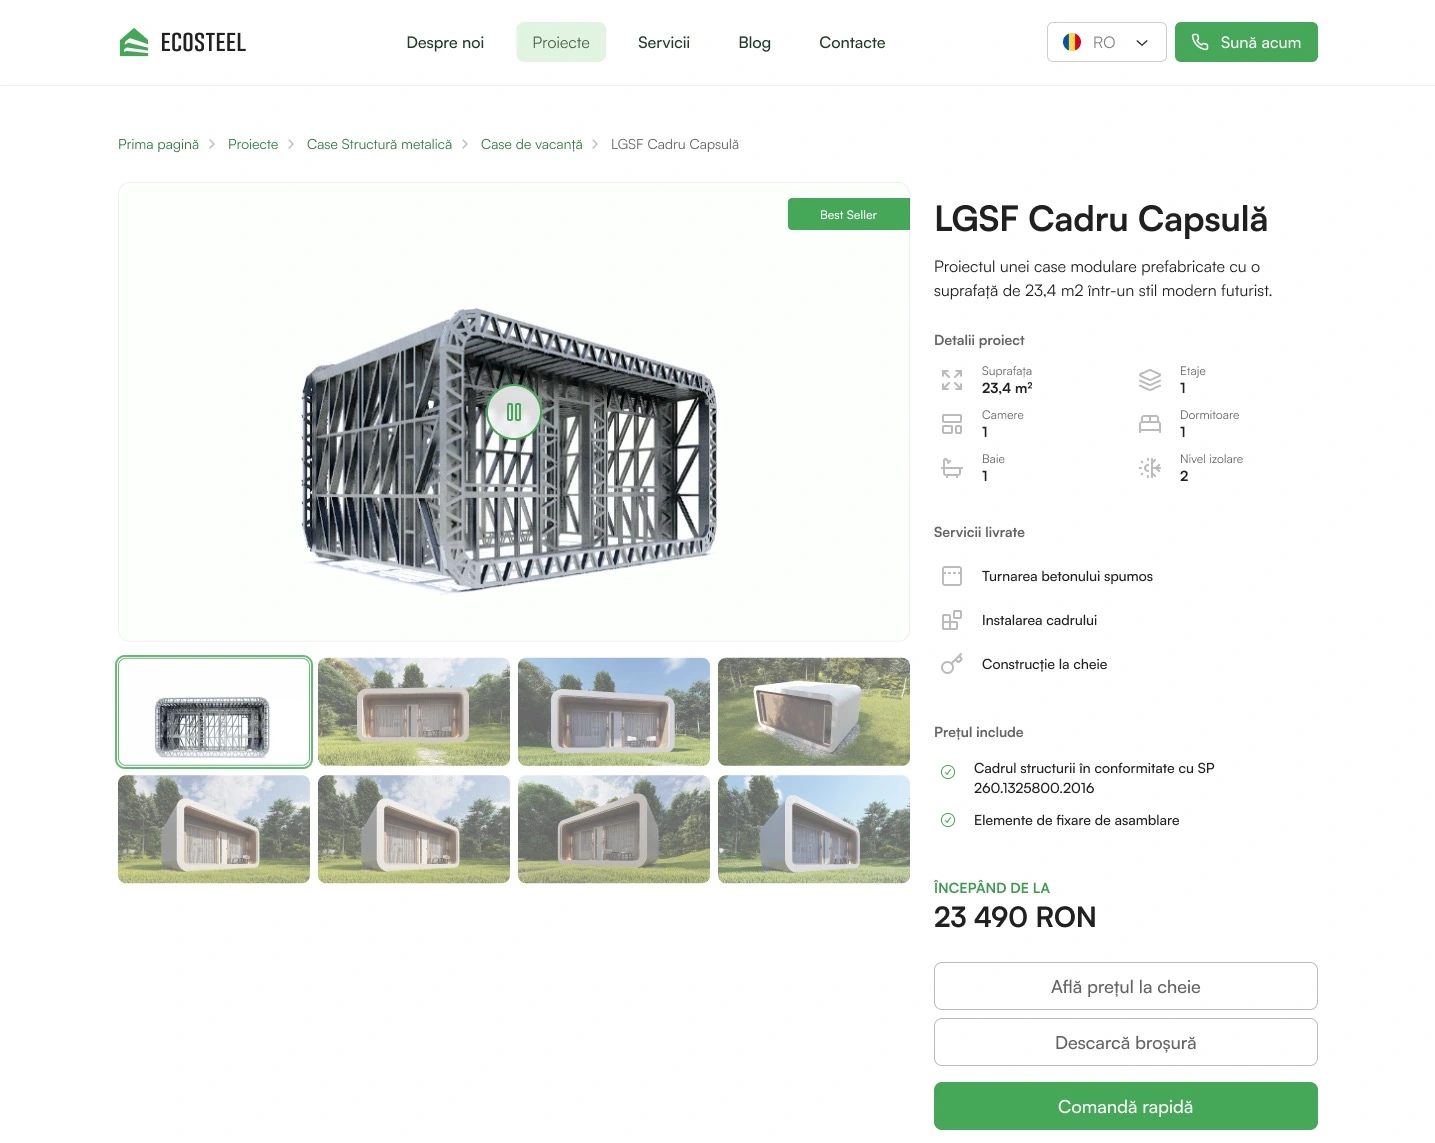 ECOSTEEL
Despre noi
Proiecte
Servicii
Blog
Contacte
RO
Sună acum
Prima pagină
Proiecte
Case Structură metalică
Case de vacanță
LGSF Cadru Capsulă
Best Seller
LGSF Cadru Capsulă
Proiectul unei case modulare prefabricate cu o
suprafață de 23,4 m2 într-un stil modern futurist.
Detalii proiect
Suprafața
23,4 m²
Etaje
1
Camere
1
Dormitoare
1
Baie
1
Nivel izolare
2
Servicii livrate
Turnarea betonului spumos
Instalarea cadrului
Construcție la cheie
Prețul include
Cadrul structurii în conformitate cu SP
260.1325800.2016
Elemente de fixare de asamblare
ÎNCEPÂND DE LA
23 490 RON
Află prețul la cheie
Descarcă broșură
Comandă rapidă